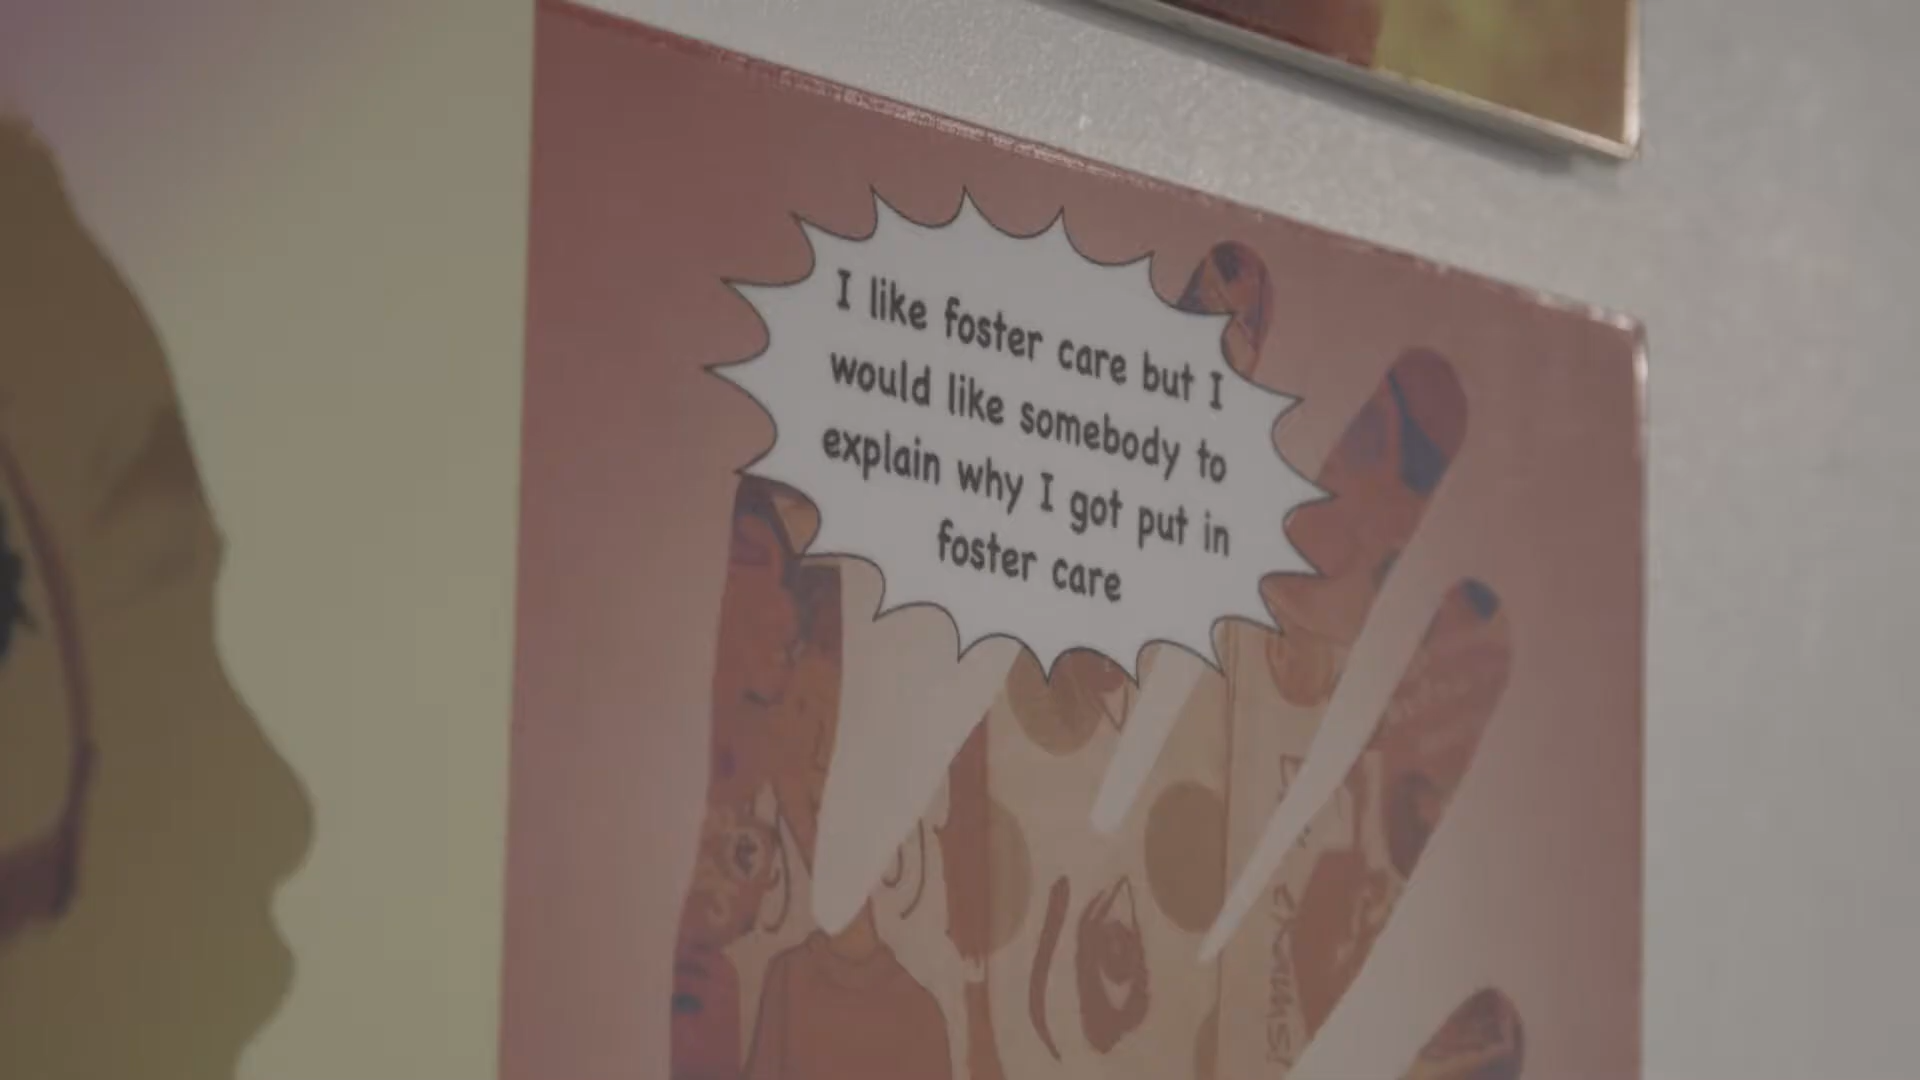 I like foster care but I
would like somebody to
explain why I got put in
foster care